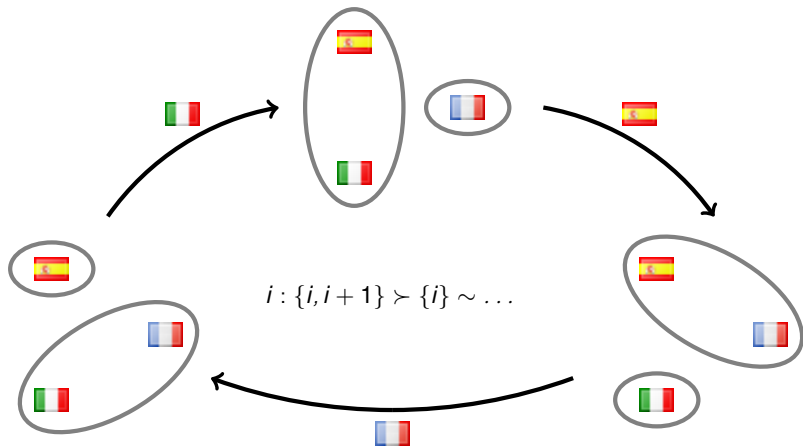 i : {i, i + 1} ≻ {i} ∼ . . .